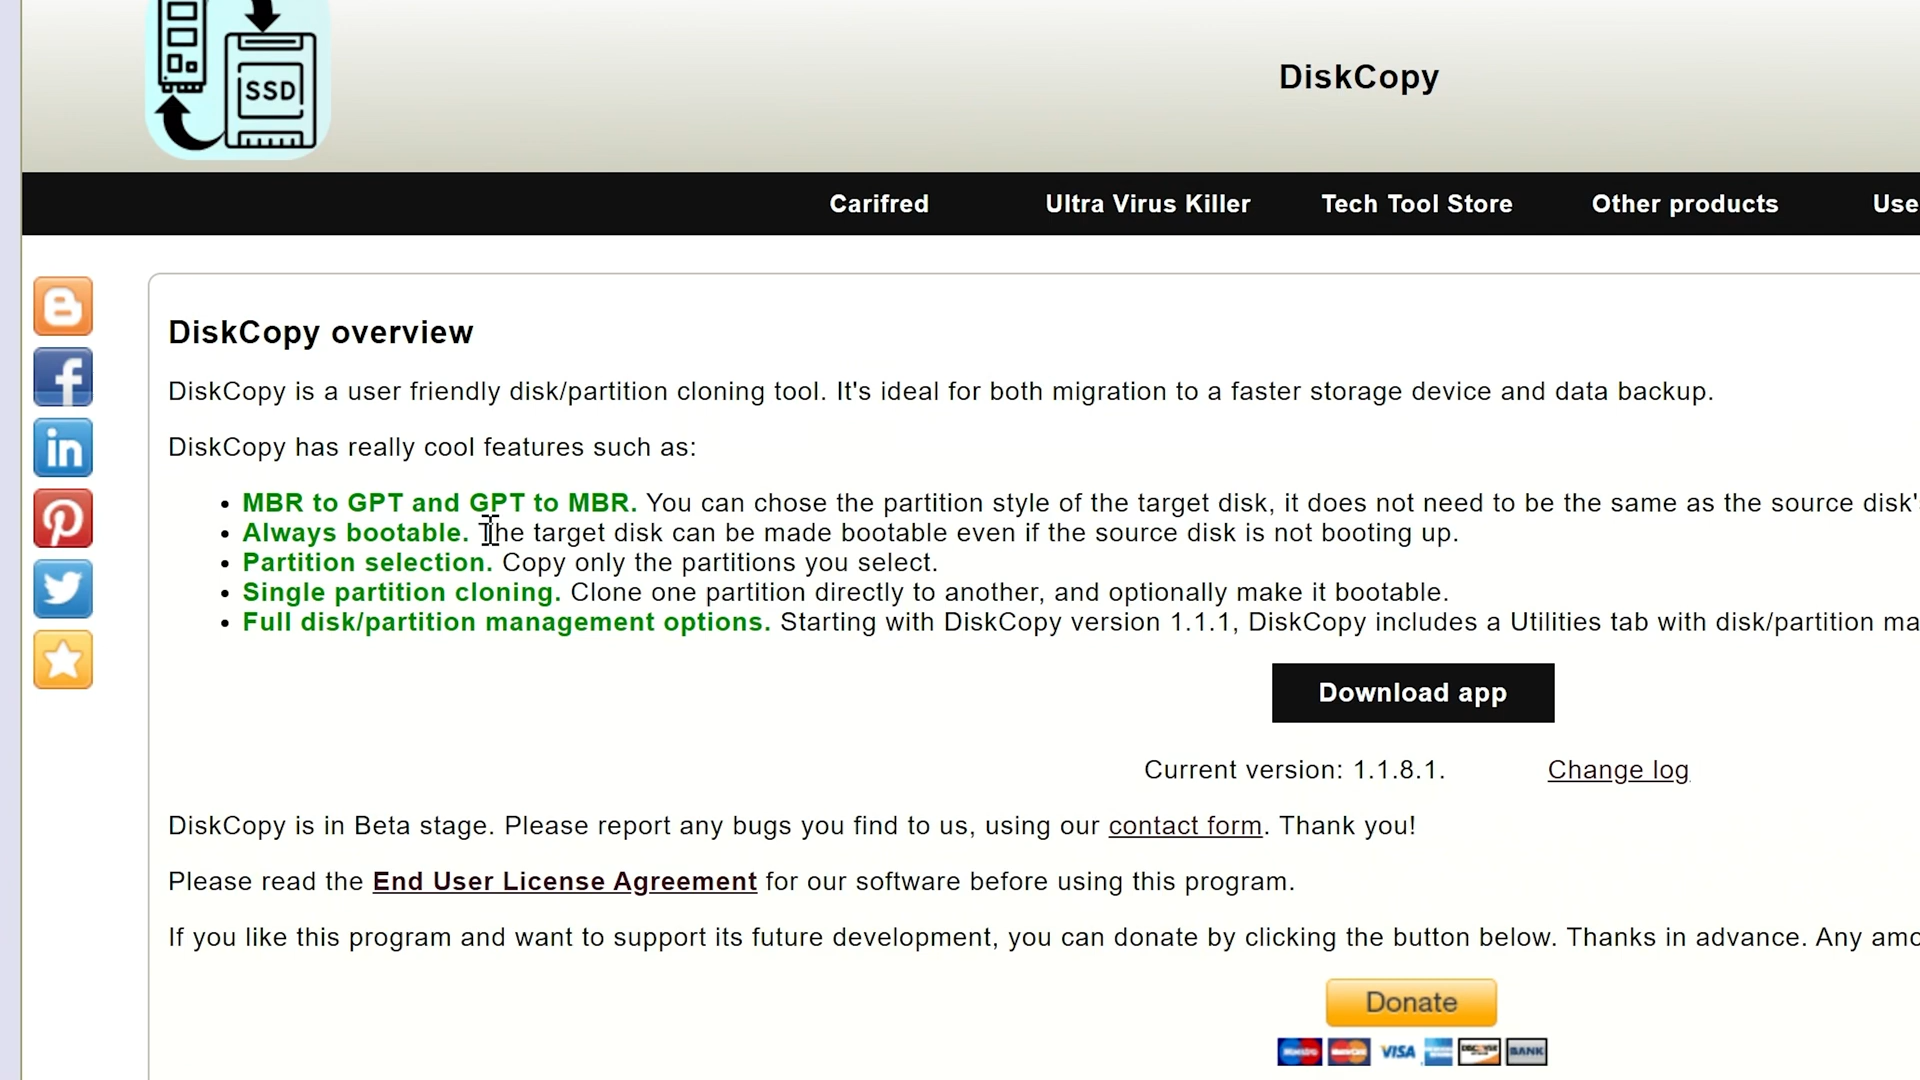 SSD
DiskCopy
Carifred Ultra Virus Killer Tech Tool Store Other products Use
DiskCopy overview
DiskCopy is a user friendly disk/partition cloning tool. It's ideal for both migration to a faster storage device and data backup.
DiskCopy has really cool features such as:
• MBR to GPT and GPT to MBR. You can chose the partition style of the target disk, it does not need to be the same as the source disk's
• Always bootable. The target disk can be made bootable even if the source disk is not booting up.
• Partition selection. Copy only the partitions you select.
• Single partition cloning. Clone one partition directly to another, and optionally make it bootable.
• Full disk/partition management options. Starting with DiskCopy version 1.1.1, DiskCopy includes a Utilities tab with disk/partition ma
Download app
Current version: 1.1.8.1. Change log
DiskCopy is in Beta stage. Please report any bugs you find to us, using our contact form. Thank you!
Please read the End User License Agreement for our software before using this program.
If you like this program and want to support its future development, you can donate by clicking the button below. Thanks in advance. Any amo
Donate
Maestro MasterCard VISA DISCOVER BANK